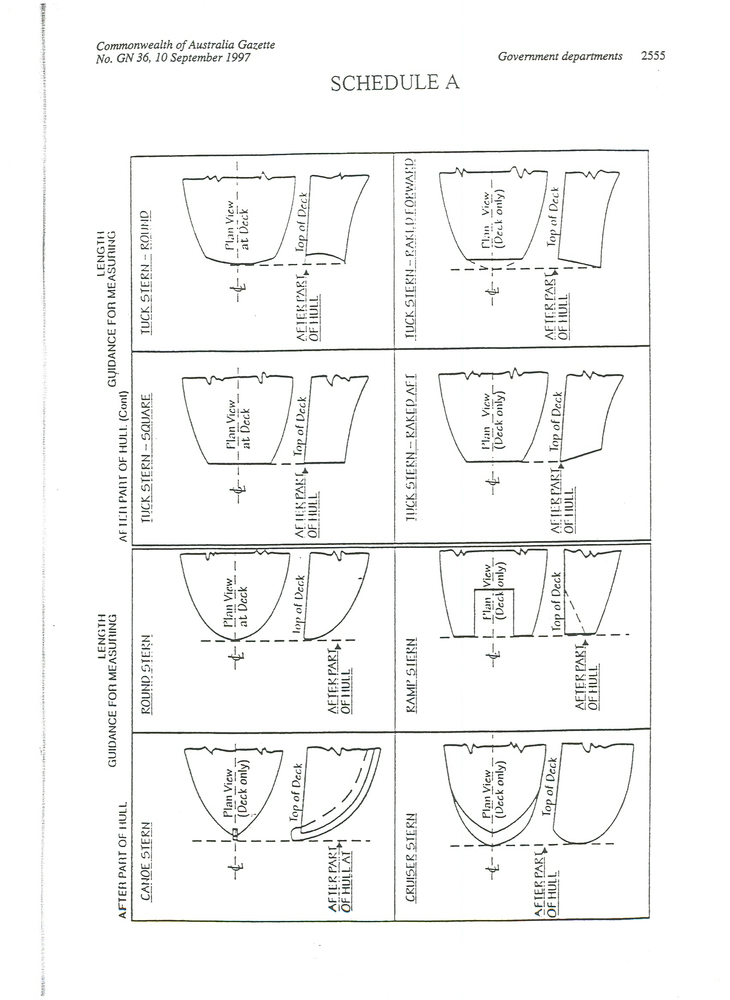 Commonwealth of Australia Gazette
No. GN 36, 10 September 1997
Government departments 2555
SCHEDULE A
LENGTH
GUIDANCE FOR MEASURING
AFTER PART OF HULL
CANOE STERN
Plan View
(Deck only)
Top of Deck
AFTER PART
OF HULL AT
CRUISER STERN
Plan View
(Deck only)
Top of Deck
AFTER PART
OF HULL
LENGTH
GUIDANCE FOR MEASURING
ROUND STERN
Plan View
at Deck
Top of Deck
AFTER PART
OF HULL
RAMP STERN
Plan View
(Deck only)
Top of Deck
AFTER PART
OF HULL
AFTER PART OF HULL (Cont)
TUCK STERN – SQUARE
Plan View
at Deck
Top of Deck
AFTER PART
OF HULL
TUCK STERN – RAKED AFT
Plan View
(Deck only)
Top of Deck
AFTER PART
OF HULL
LENGTH
GUIDANCE FOR MEASURING
TUCK STERN – ROUND
Plan View
at Deck
Top of Deck
AFTER PART
OF HULL
TUCK STERN – RAKED FORWARD
Plan View
(Deck only)
Top of Deck
AFTER PART
OF HULL